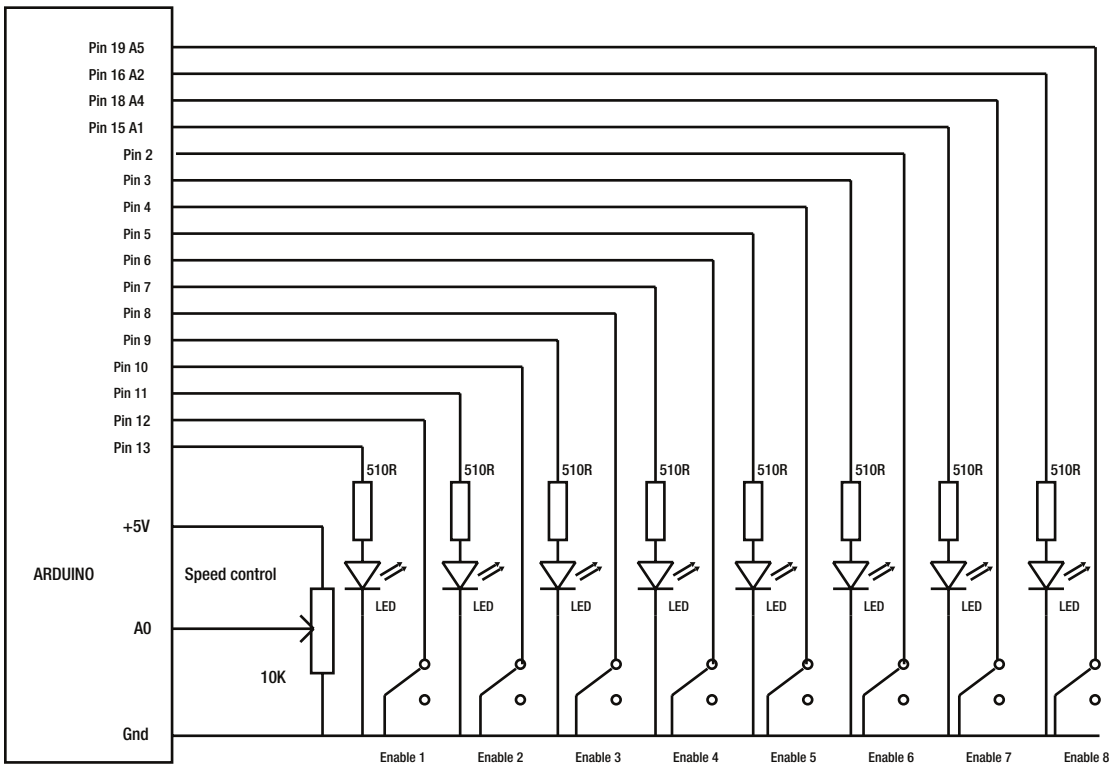 Pin 19 A5
Pin 16 A2
Pin 18 A4
Pin 15 A1
Pin 2
Pin 3
Pin 4
Pin 5
Pin 6
Pin 7
Pin 8
Pin 9
Pin 10
Pin 11
Pin 12
Pin 13
510R 510R 510R 510R 510R 510R 510R 510R
+5V
ARDUINO Speed control
LED LED LED LED LED LED LED LED
A0
10K
Gnd
Enable 1 Enable 2 Enable 3 Enable 4 Enable 5 Enable 6 Enable 7 Enable 8